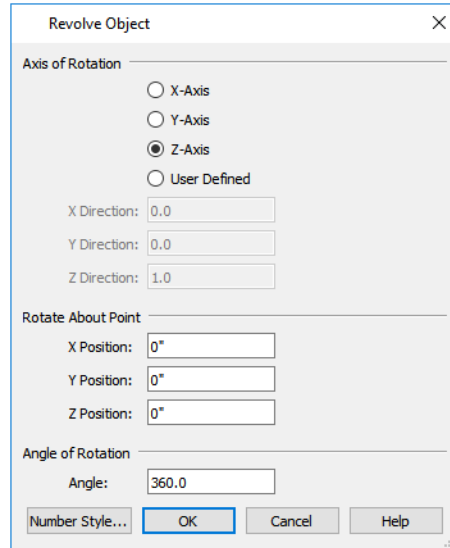 Revolve Object
Axis of Rotation
X-Axis
Y-Axis
Z-Axis
User Defined
X Direction: 0.0
Y Direction: 0.0
Z Direction: 1.0
Rotate About Point
X Position: 0"
Y Position: 0"
Z Position: 0"
Angle of Rotation
Angle: 360.0
Number Style... OK Cancel Help